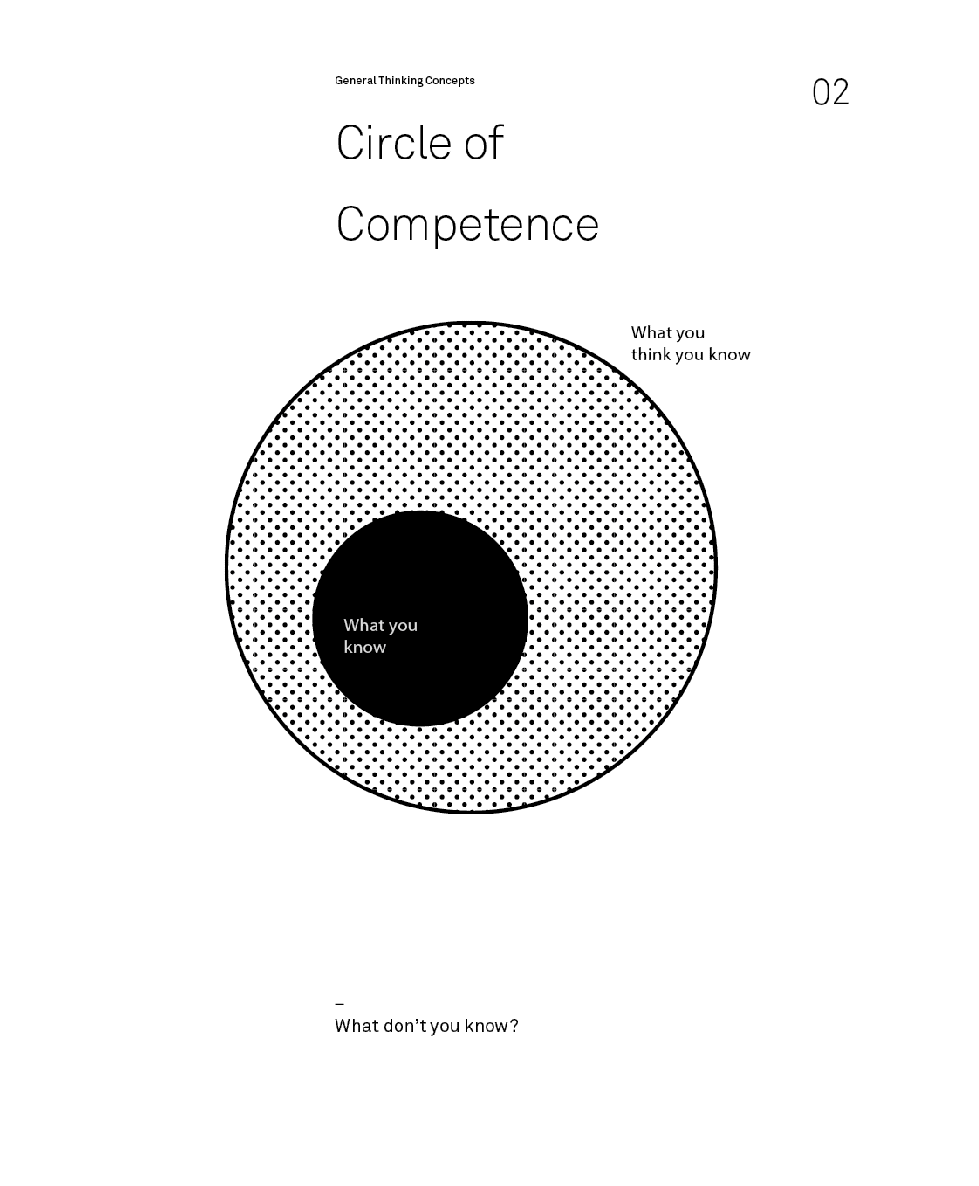 General Thinking Concepts
02
Circle of
Competence
What you
think you know
What you
know
–
What don't you know?